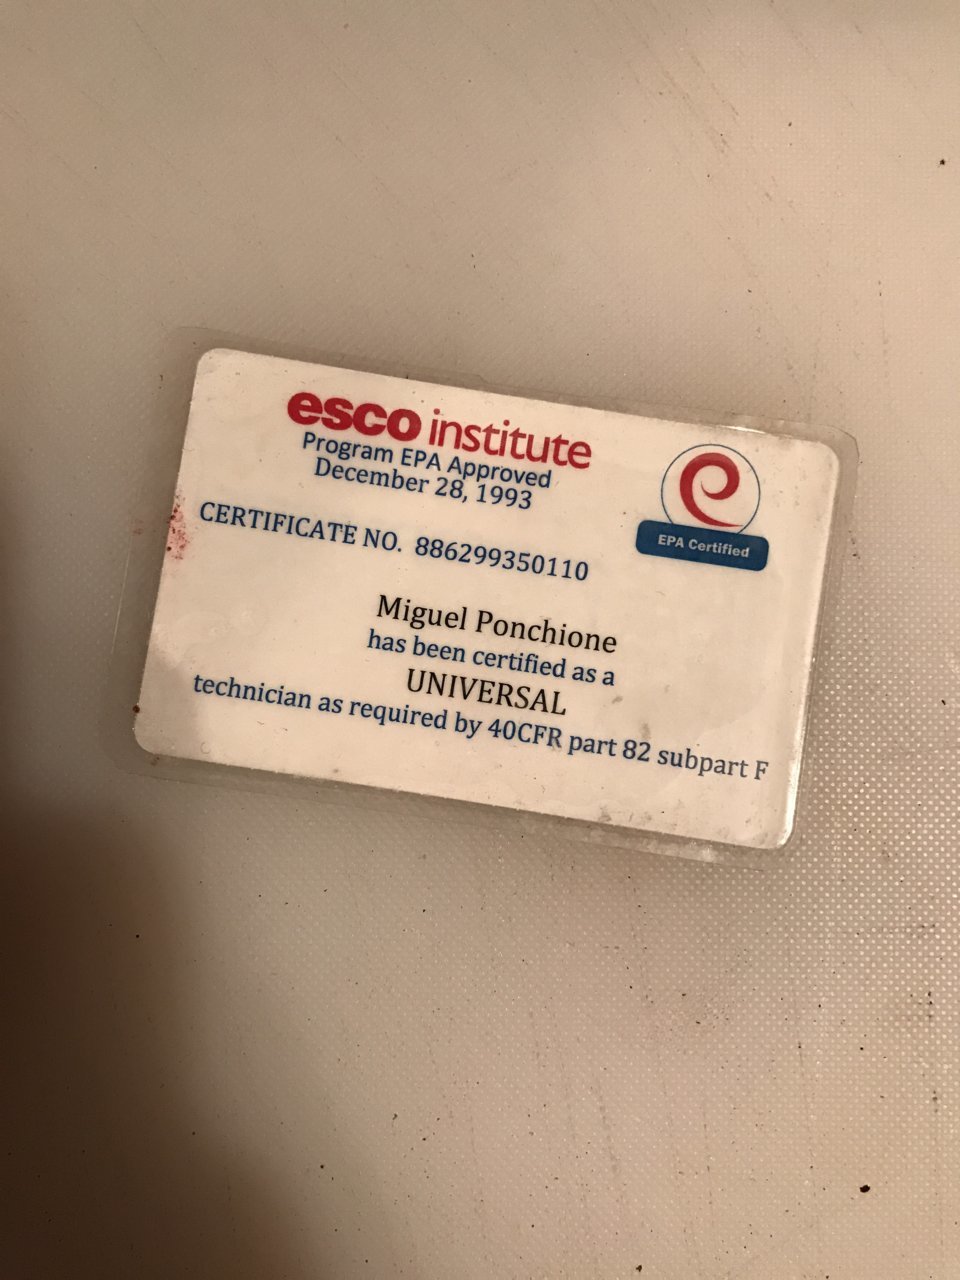 esco institute
Program EPA Approved
December 28, 1993
CERTIFICATE NO. 886299350110
EPA Certified
Miguel Ponchione
has been certified as a
UNIVERSAL
technician as required by 40CFR part 82 subpart F